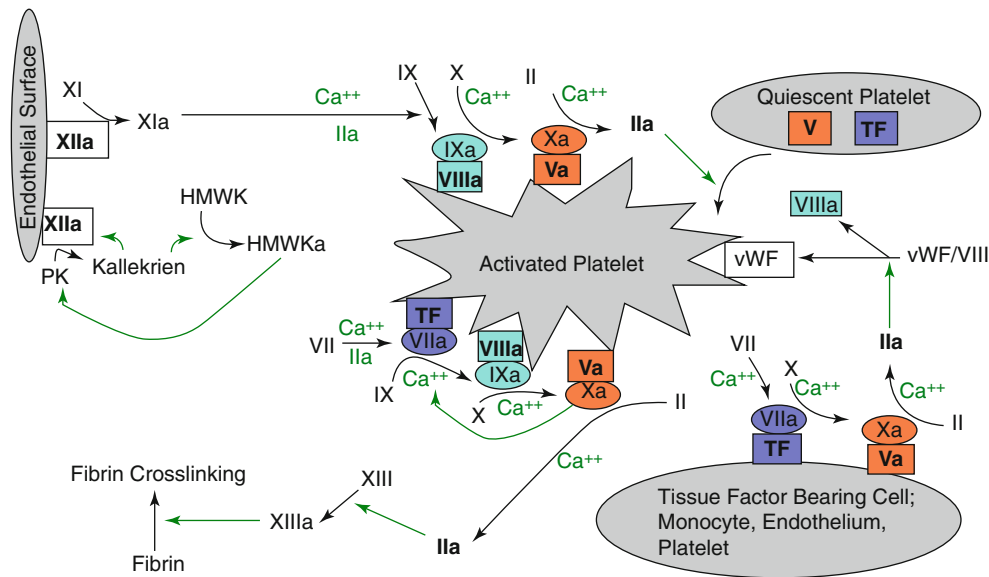 Endothelial Surface
XI
XIIa
XIa
Ca++
IIa
IX
X
Ca++
II
Ca++
IXa
VIIIa
Xa
Va
IIa
Quiescent Platelet
V
TF
XIIa
PK
Kallekrien
HMWK
HMWKa
Activated Platelet
VIIIa
vWF
vWF/VIII
TF
VIIa
VII
Ca++
IIa
IX
Ca++
VIIIa
IXa
X
Ca++
Va
Xa
II
Ca++
IIa
VII
Ca++
X
Ca++
IIa
Ca++
II
VIIa
TF
Xa
Va
Tissue Factor Bearing Cell;
Monocyte, Endothelium,
Platelet
Fibrin Crosslinking
XIII
XIIIa
IIa
Fibrin